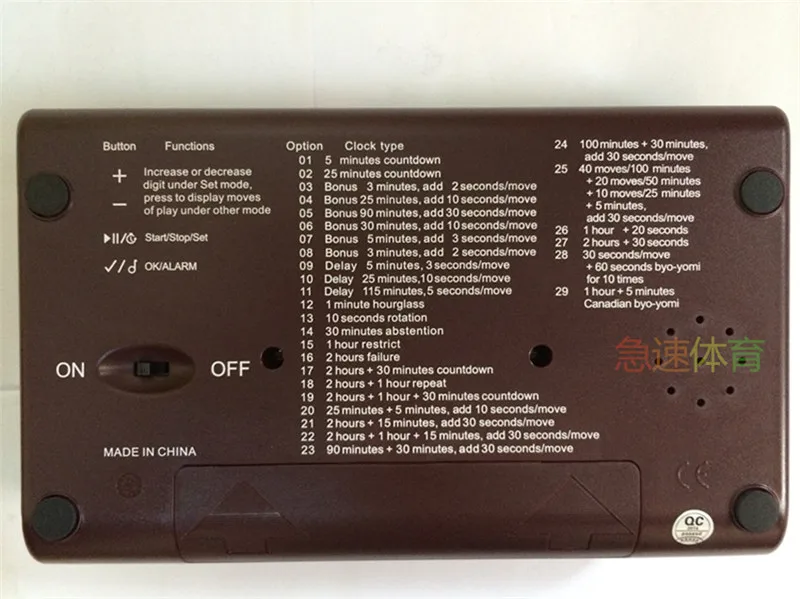 Button Functions
+ Increase or decrease
digit under Set mode,
− press to display moves
of play under other mode
Start/Stop/Set
OK/ALARM
ON OFF
MADE IN CHINA
Option Clock type
01 5 minutes countdown
02 25 minutes countdown
03 Bonus 3 minutes, add 2 seconds/move
04 Bonus 25 minutes, add 10 seconds/move
05 Bonus 90 minutes, add 30 seconds/move
06 Bonus 30 minutes, add 10 seconds/move
07 Bonus 5 minutes, add 3 seconds/move
08 Bonus 3 minutes, add 2 seconds/move
09 Delay 5 minutes, 3 seconds/move
10 Delay 25 minutes, 10 seconds/move
11 Delay 115 minutes, 5 seconds/move
12 1 minute hourglass
13 10 seconds rotation
14 30 minutes abstention
15 1 hour restrict
16 2 hours failure
17 2 hours + 30 minutes countdown
18 2 hours + 1 hour repeat
19 2 hours + 1 hour + 30 minutes countdown
20 25 minutes + 5 minutes, add 10 seconds/move
21 2 hours + 15 minutes, add 30 seconds/move
22 2 hours + 1 hour + 15 minutes, add 30 seconds/move
23 90 minutes + 30 minutes, add 30 seconds/move
24 100 minutes + 30 minutes,
add 30 seconds/move
25 40 moves/100 minutes
+ 20 moves/50 minutes
+ 10 moves/25 minutes
+ 5 minutes,
add 30 seconds/move
26 1 hour + 20 seconds
27 2 hours + 30 seconds
28 30 seconds/move
+ 60 seconds byo-yomi
for 10 times
29 1 hour + 5 minutes
Canadian byo-yomi
急速体育
CE
QC